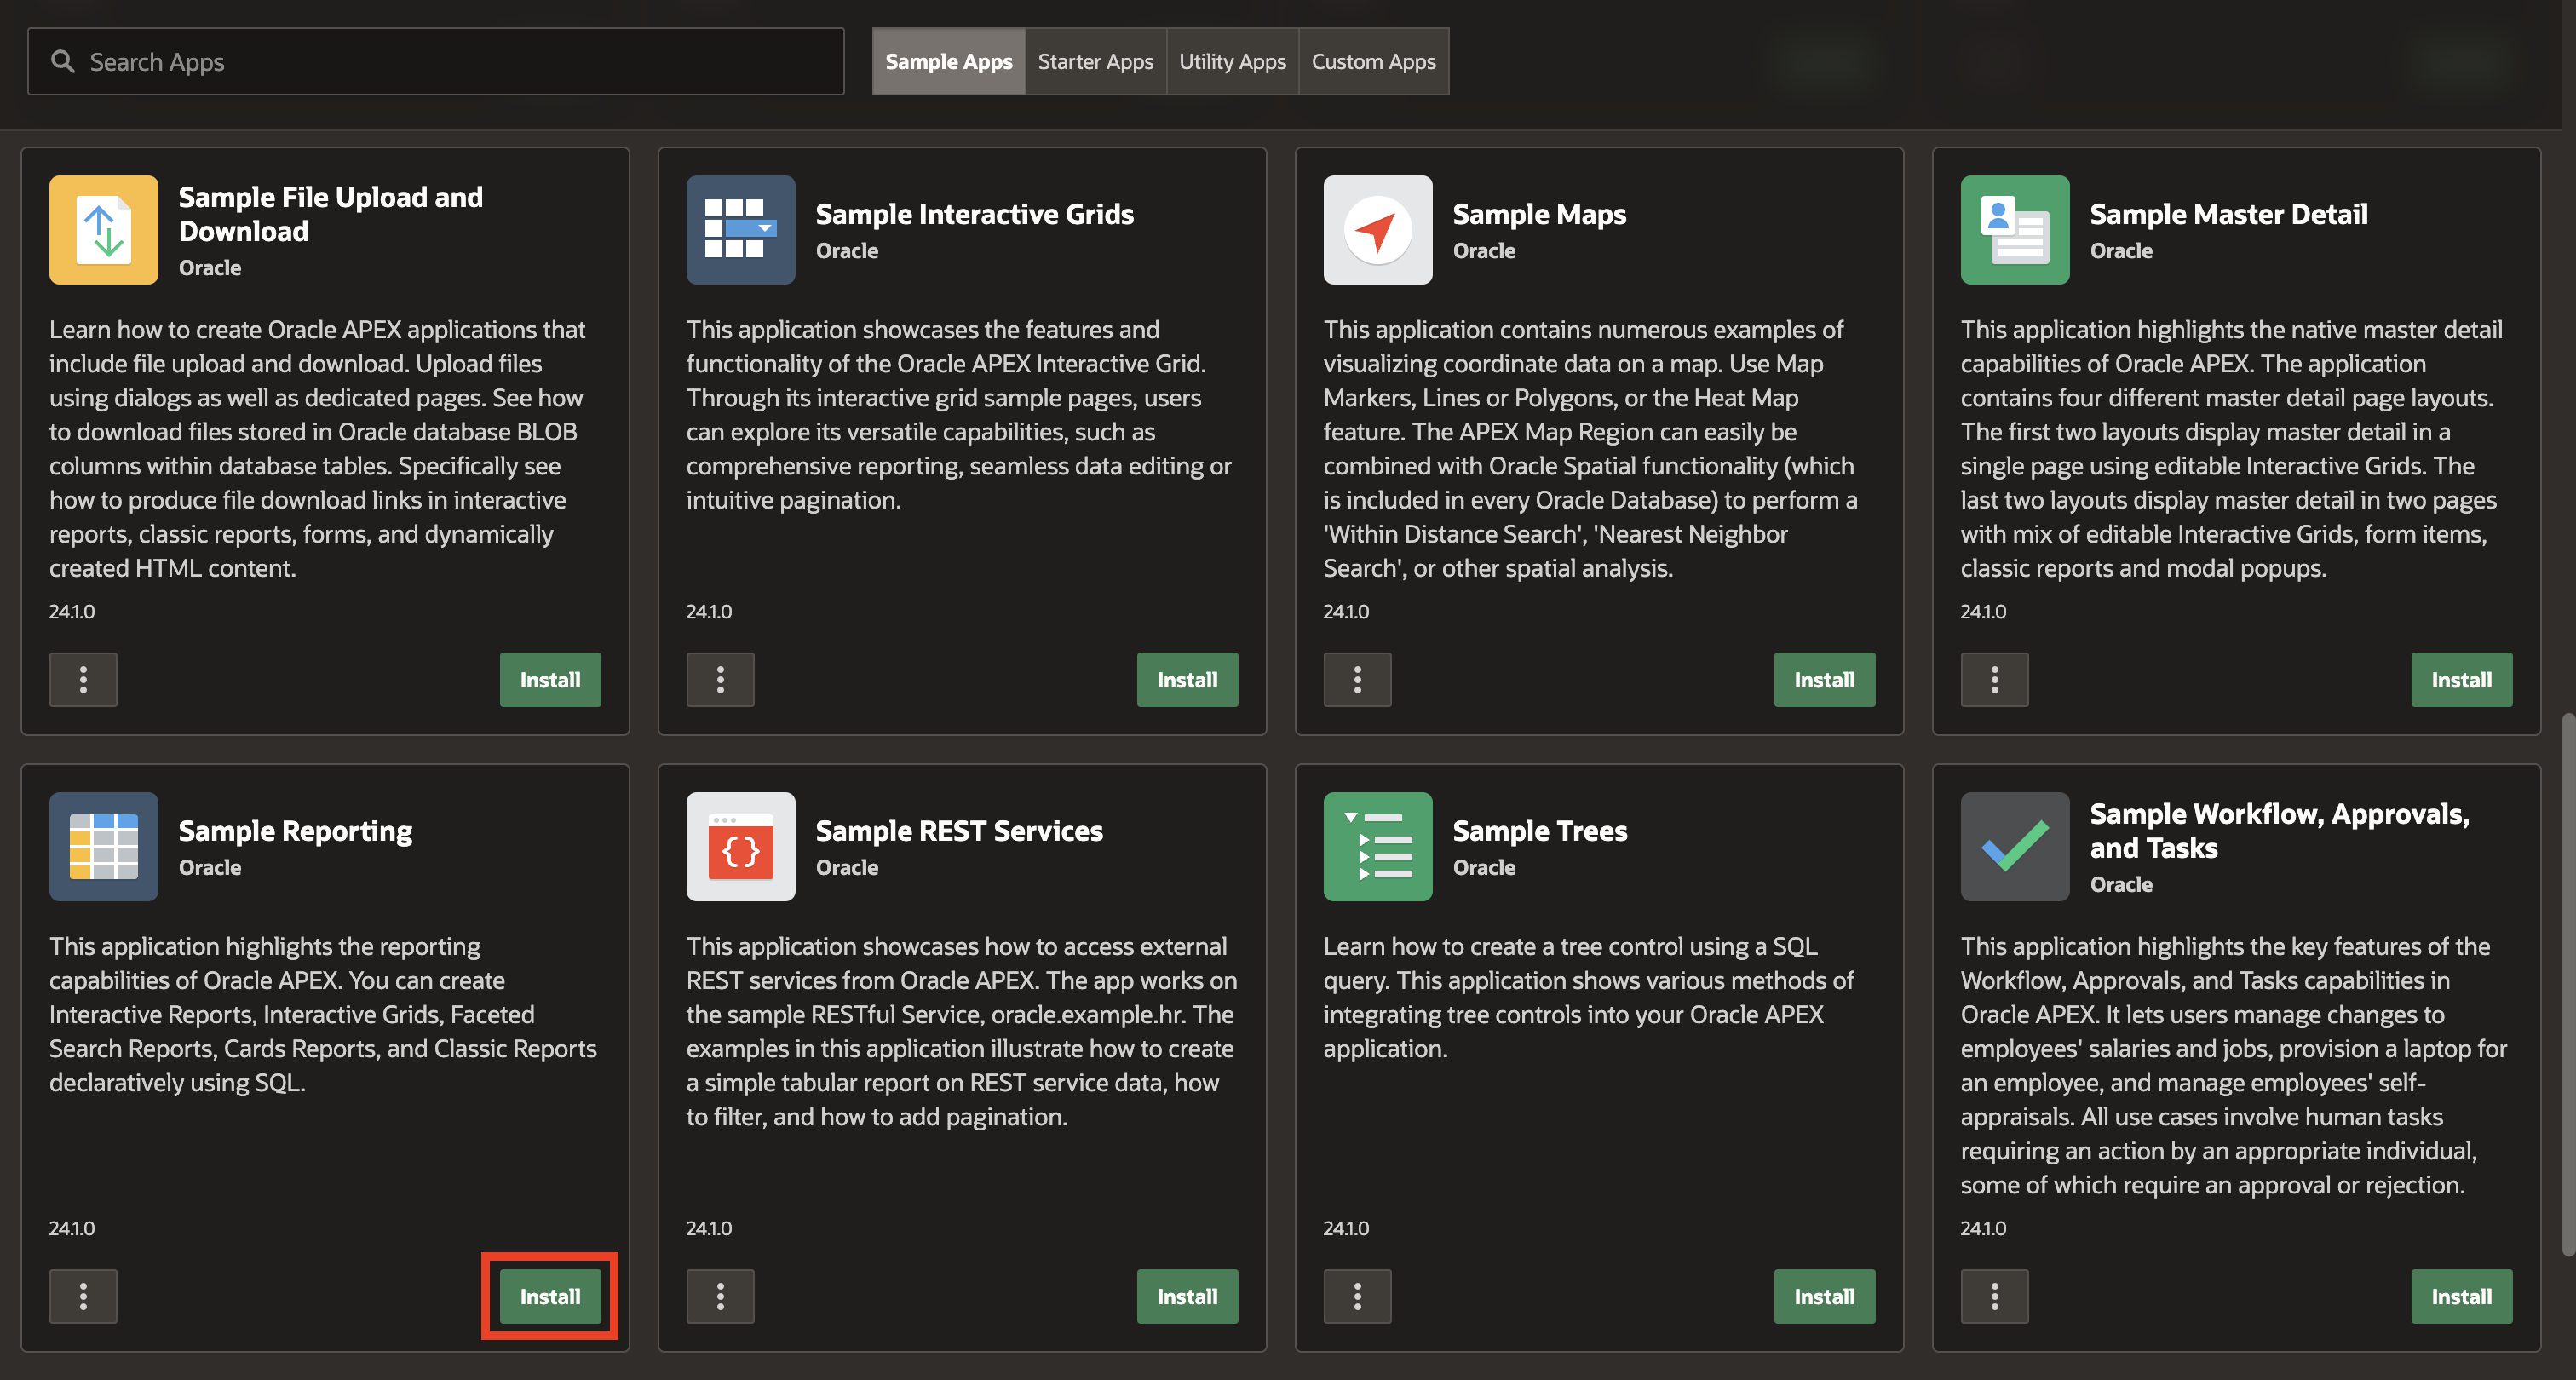 Search Apps
Sample Apps
Starter Apps
Utility Apps
Custom Apps
Sample File Upload and
Download
Oracle
Learn how to create Oracle APEX applications that
include file upload and download. Upload files
using dialogs as well as dedicated pages. See how
to download files stored in Oracle database BLOB
columns within database tables. Specifically see
how to produce file download links in interactive
reports, classic reports, forms, and dynamically
created HTML content.
24.1.0
Install
Sample Interactive Grids
Oracle
This application showcases the features and
functionality of the Oracle APEX Interactive Grid.
Through its interactive grid sample pages, users
can explore its versatile capabilities, such as
comprehensive reporting, seamless data editing or
intuitive pagination.
24.1.0
Install
Sample Maps
Oracle
This application contains numerous examples of
visualizing coordinate data on a map. Use Map
Markers, Lines or Polygons, or the Heat Map
feature. The APEX Map Region can easily be
combined with Oracle Spatial functionality (which
is included in every Oracle Database) to perform a
'Within Distance Search', 'Nearest Neighbor
Search', or other spatial analysis.
24.1.0
Install
Sample Master Detail
Oracle
This application highlights the native master detail
capabilities of Oracle APEX. The application
contains four different master detail page layouts.
The first two layouts display master detail in a
single page using editable Interactive Grids. The
last two layouts display master detail in two pages
with mix of editable Interactive Grids, form items,
classic reports and modal popups.
24.1.0
Install
Sample Reporting
Oracle
This application highlights the reporting
capabilities of Oracle APEX. You can create
Interactive Reports, Interactive Grids, Faceted
Search Reports, Cards Reports, and Classic Reports
declaratively using SQL.
24.1.0
Install
Sample REST Services
Oracle
This application showcases how to access external
REST services from Oracle APEX. The app works on
the sample RESTful Service, oracle.example.hr. The
examples in this application illustrate how to create
a simple tabular report on REST service data, how
to filter, and how to add pagination.
24.1.0
Install
Sample Trees
Oracle
Learn how to create a tree control using a SQL
query. This application shows various methods of
integrating tree controls into your Oracle APEX
application.
24.1.0
Install
Sample Workflow, Approvals,
and Tasks
Oracle
This application highlights the key features of the
Workflow, Approvals, and Tasks capabilities in
Oracle APEX. It lets users manage changes to
employees' salaries and jobs, provision a laptop for
an employee, and manage employees' self-
appraisals. All use cases involve human tasks
requiring an action by an appropriate individual,
some of which require an approval or rejection.
24.1.0
Install